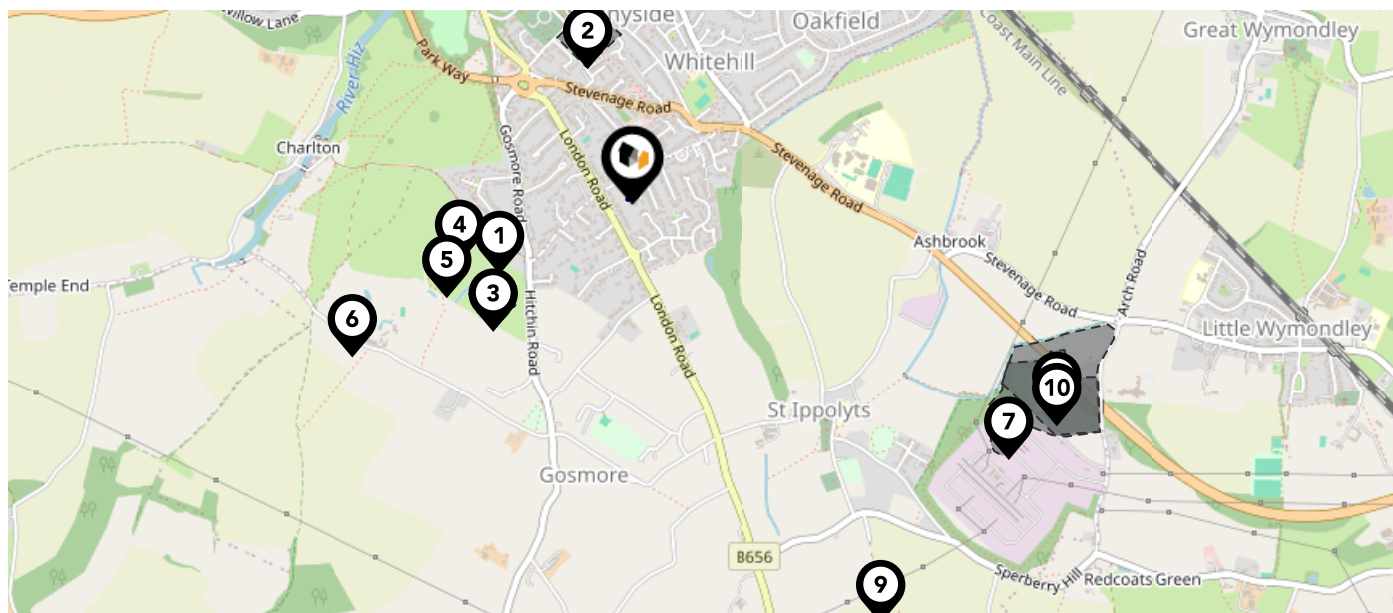 Willow Lane
nyside
Oakfield
Great Wymondley
2
Whitehill
Coast Main Line
River Hiz
Park Way
Stevenage Road
Charlton
Gosmore Road
London Road
Stevenage Road
4
1
5
3
Ashbrook
Stevenage Road
Arch Road
Temple End
6
Hitchin Road
London Road
Little Wymondley
10
7
St Ippolyts
Gosmore
B656
9
Sperberry Hill
Redcoats Green